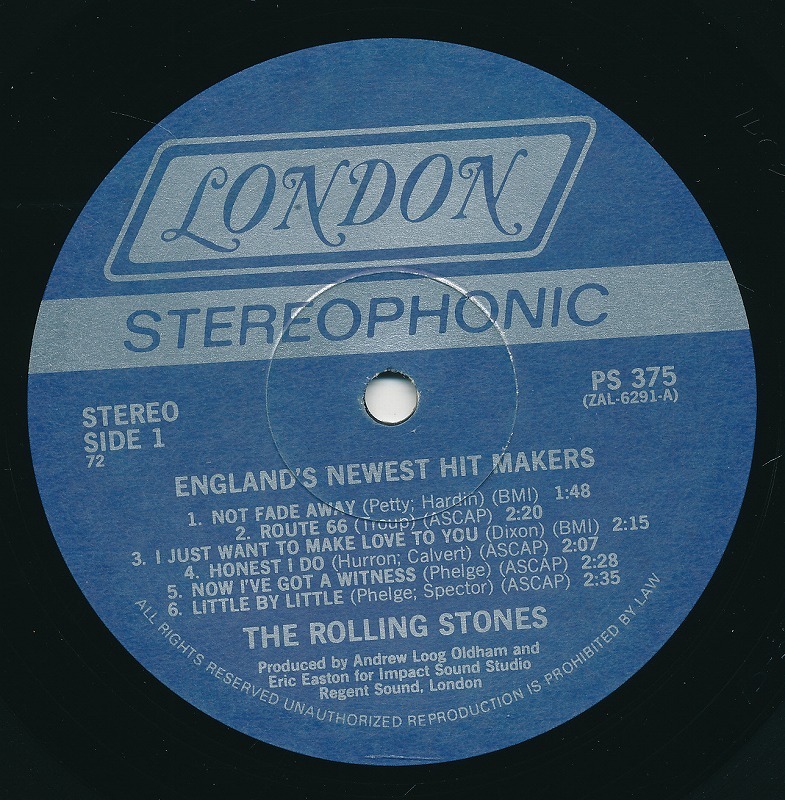 LONDON
STEREOPHONIC
STEREO
SIDE 1
72
PS 375
(ZAL-6291-A)
ENGLAND'S NEWEST HIT MAKERS
1. NOT FADE AWAY (Petty; Hardin) (BMI) 1:48
2. ROUTE 66 (Troup) (ASCAP) 2:20
3. I JUST WANT TO MAKE LOVE TO YOU (Dixon) (BMI) 2:15
4. HONEST I DO (Hurron; Calvert) (ASCAP) 2:07
5. NOW I'VE GOT A WITNESS (Phelge) (ASCAP) 2:28
6. LITTLE BY LITTLE (Phelge; Spector) (ASCAP) 2:35
THE ROLLING STONES
Produced by Andrew Loog Oldham and
Eric Easton for Impact Sound Studio
Regent Sound, London
ALL RIGHTS RESERVED UNAUTHORIZED REPRODUCTION IS PROHIBITED BY LAW